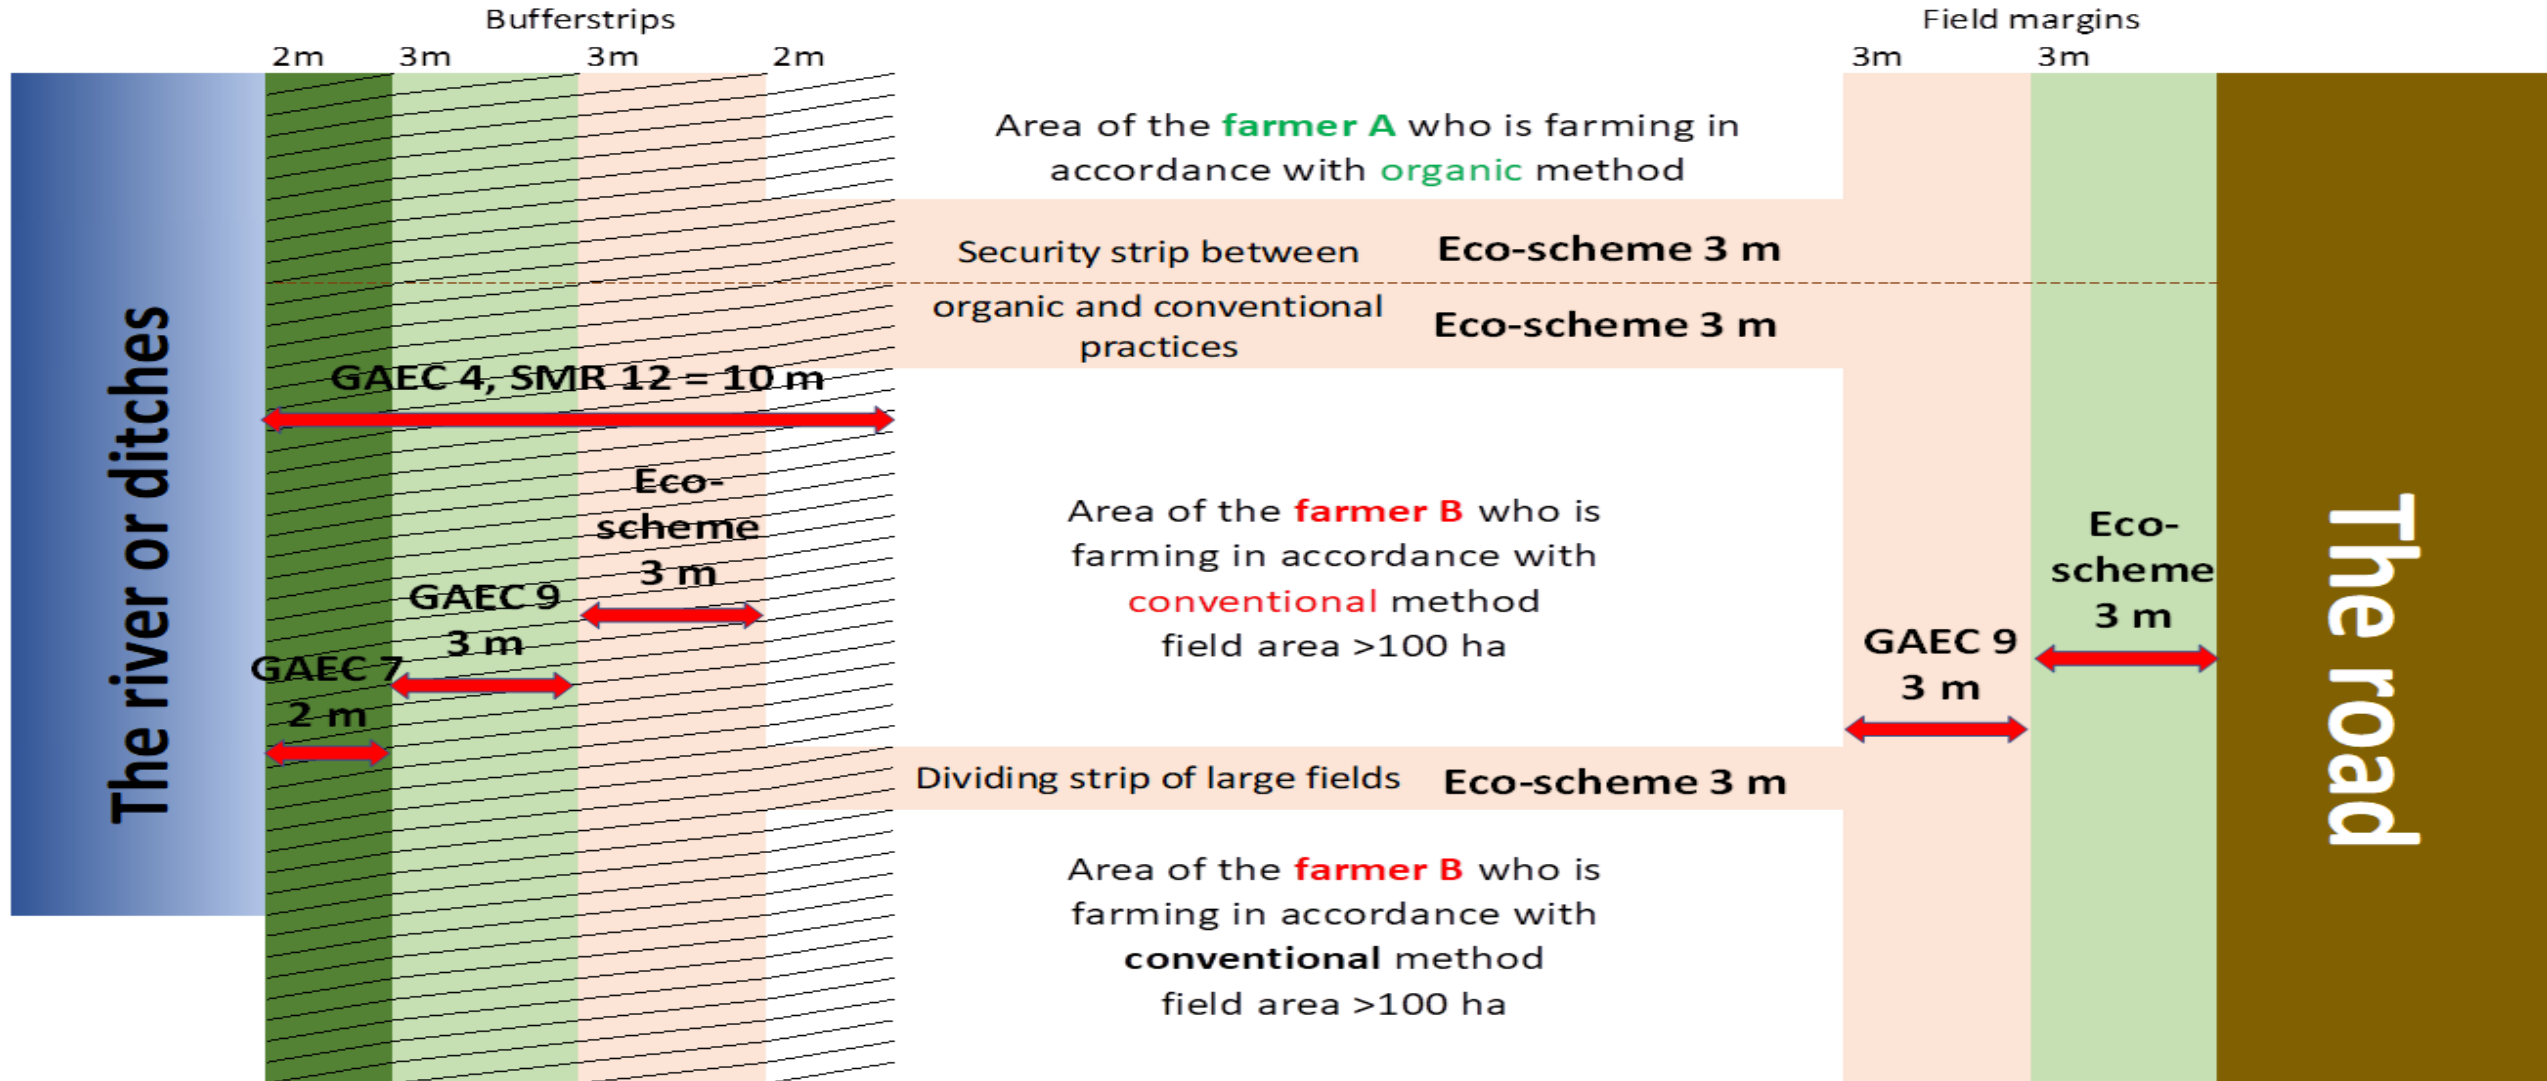 Bufferstrips
Field margins
2m
3m
3m
2m
3m
3m
The river or ditches
Area of the farmer A who is farming in
accordance with organic method
Security strip between
Eco-scheme 3 m
organic and conventional
practices
Eco-scheme 3 m
GAEC 4, SMR 12 = 10 m
Eco-
scheme
3 m
GAEC 9
3 m
GAEC 7
2 m
Area of the farmer B who is
farming in accordance with
conventional method
field area >100 ha
Dividing strip of large fields
Eco-scheme 3 m
Area of the farmer B who is
farming in accordance with
conventional method
field area >100 ha
GAEC 9
3 m
Eco-
scheme
3 m
The road